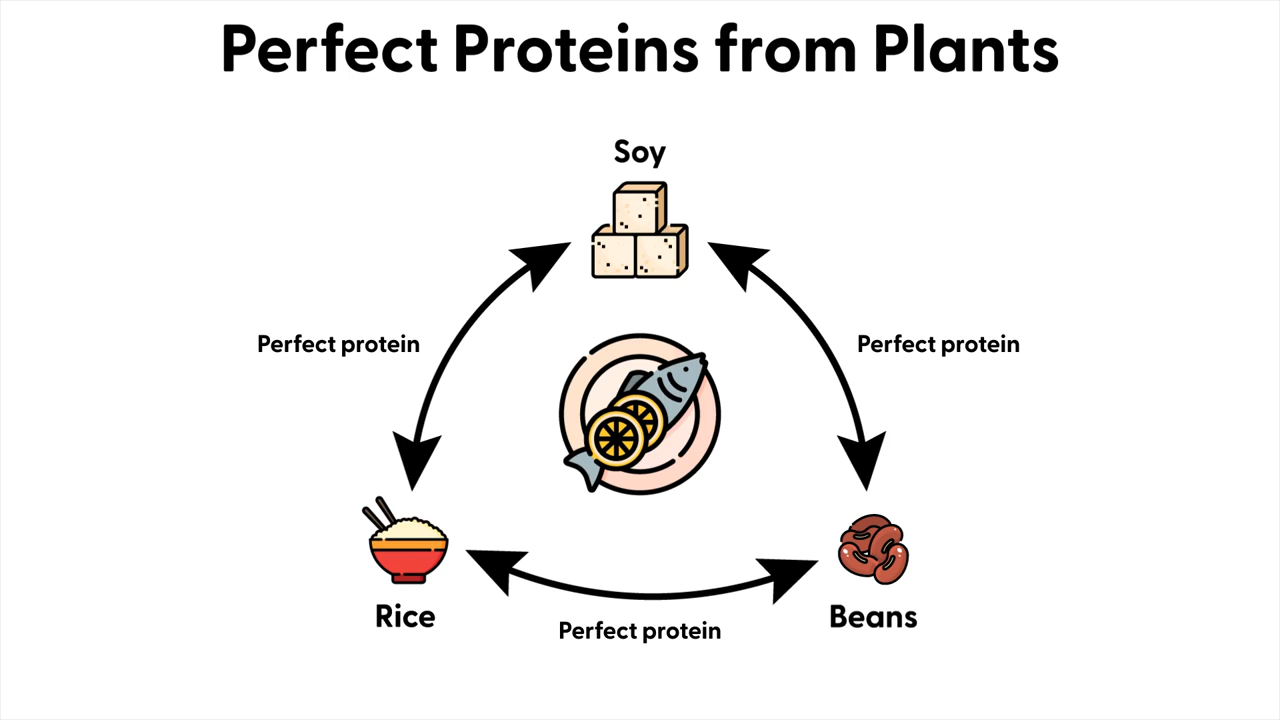 Perfect Proteins from Plants
Soy
Perfect protein
Perfect protein
Rice
Beans
Perfect protein